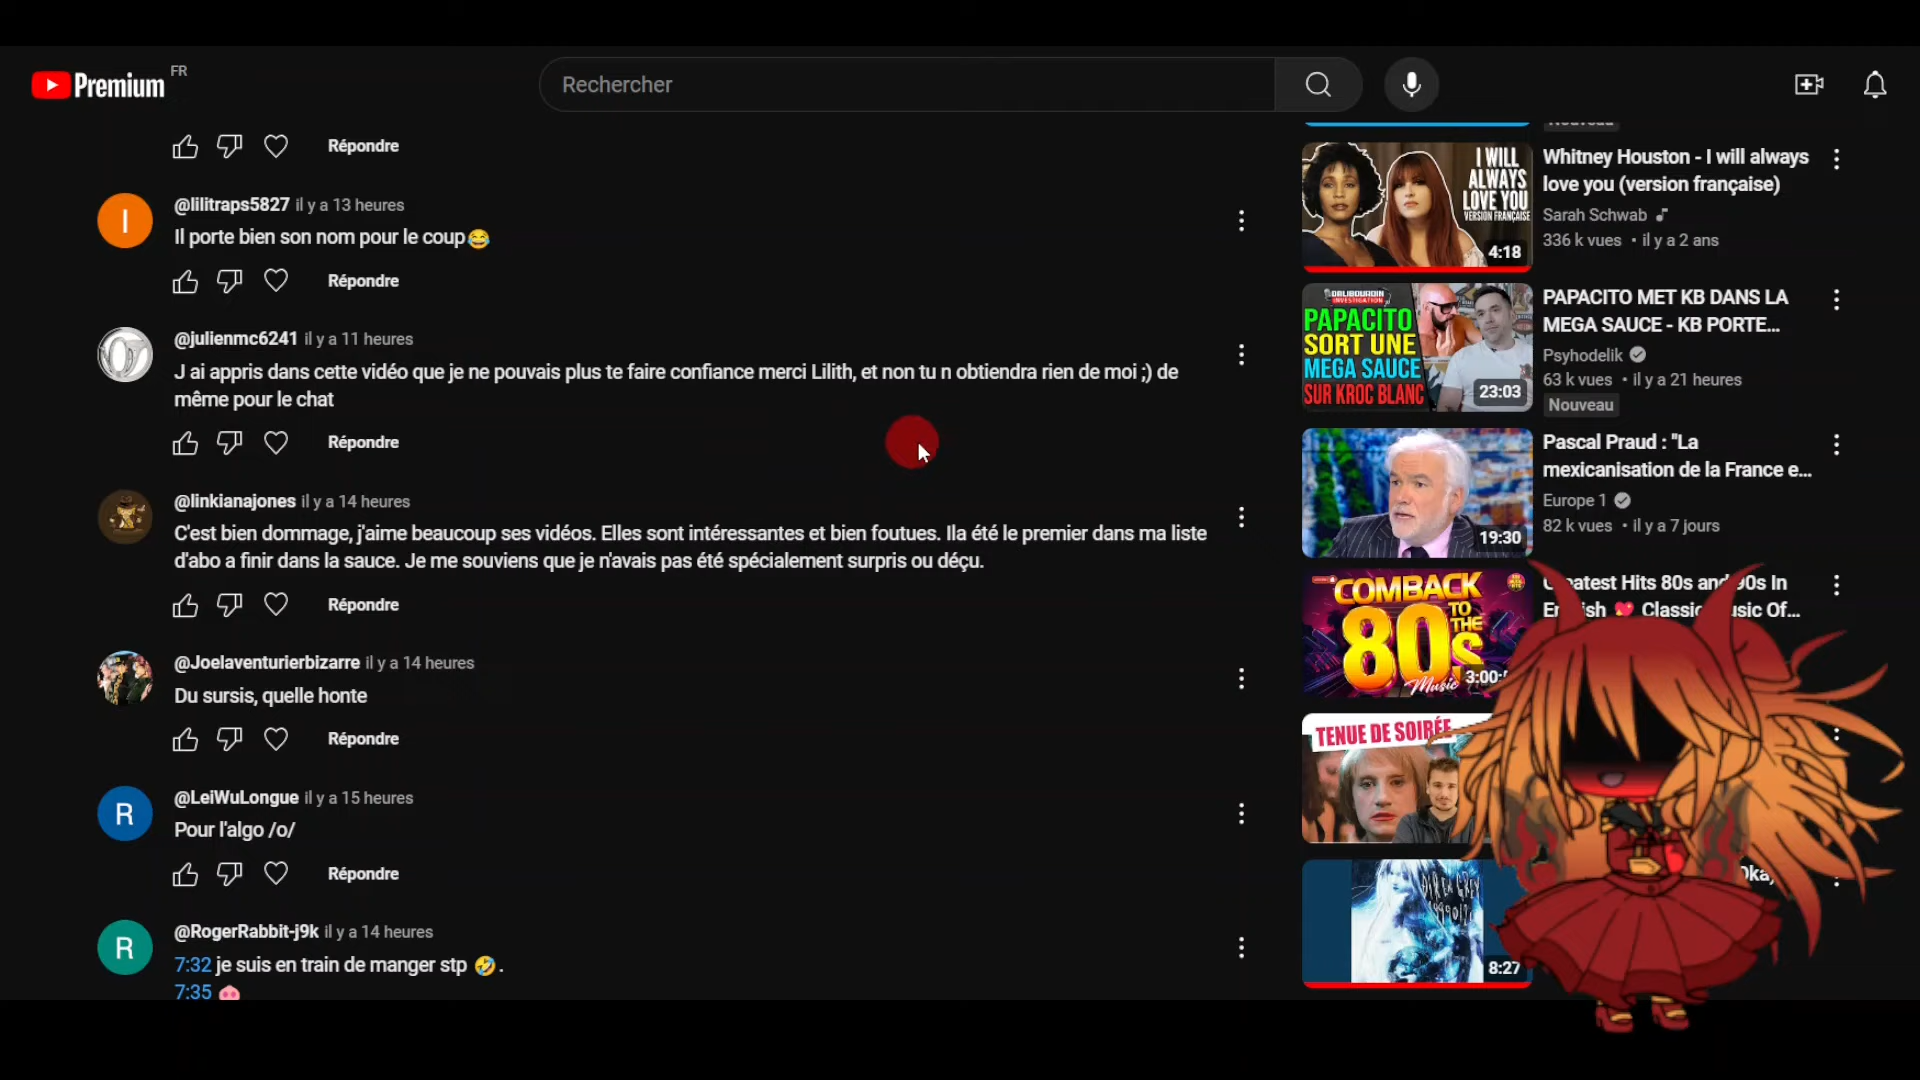 Premium FR
Rechercher
Répondre
@lilitraps5827 il y a 13 heures
Il porte bien son nom pour le coup😂
Répondre
@julienmc6241 il y a 11 heures
J ai appris dans cette vidéo que je ne pouvais plus te faire confiance merci Lilith, et non tu n obtiendra rien de moi ;) de
même pour le chat
Répondre
@linkianajones il y a 14 heures
C'est bien dommage, j'aime beaucoup ses vidéos. Elles sont intéressantes et bien foutues. Ila été le premier dans ma liste
d'abo a finir dans la sauce. Je me souviens que je n'avais pas été spécialement surpris ou déçu.
Répondre
@Joelaventurierbizarre il y a 14 heures
Du sursis, quelle honte
Répondre
@LeiWuLongue il y a 15 heures
Pour l'algo /o/
Répondre
@RogerRabbit-j9k il y a 14 heures
7:32 je suis en train de manger stp 🤣.
7:35 🐽
Nouveau
I WILL
ALWAYS
LOVE YOU
VERSION FRANÇAISE
4:18
Whitney Houston - I will always
love you (version française)
Sarah Schwab
336 k vues • il y a 2 ans
INVESTIGATION
PAPACITO
SORT UNE
MEGA SAUCE
SUR KROC BLANC
23:03
PAPACITO MET KB DANS LA
MEGA SAUCE - KB PORTE...
Psyhodelik
63 k vues • il y a 21 heures
Nouveau
19:30
Pascal Praud : "La
mexicanisation de la France e...
Europe 1
82 k vues • il y a 7 jours
COMBACK
TO
THE
80s
Music
3:00:
Greatest Hits 80s and 90s In
English 💖 Classic Music Of...
TENUE DE SOIRÉE
DIR EN GREY
8:27